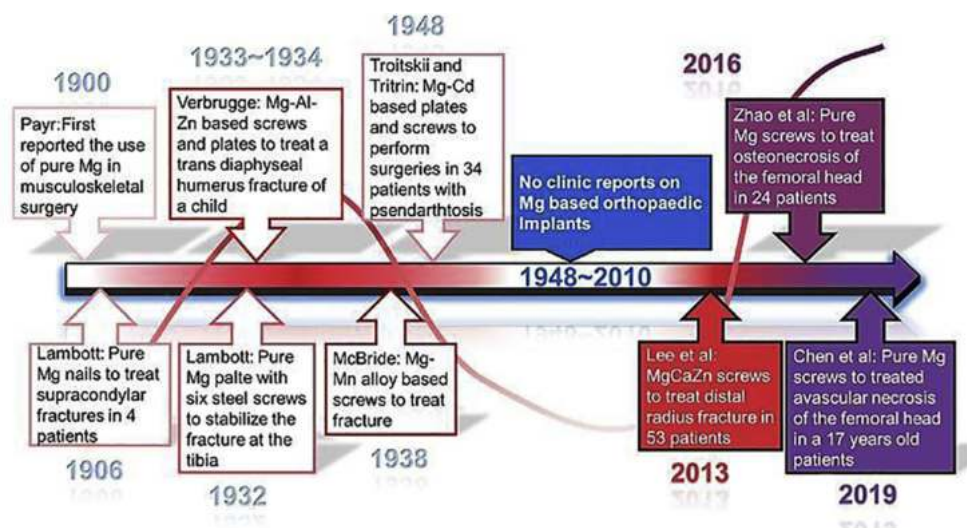 1900
Payr:First
reported the use
of pure Mg in
musculoskeletal
surgery
1933~1934
Verbrugge: Mg-Al-
Zn based screws
and plates to treat a
trans diaphyseal
humerus fracture of
a child
1948
Troitskii and
Tritrin: Mg-Cd
based plates
and screws to
perform
surgeries in 34
patients with
psendarthtosis
No clinic reports on
Mg based orthopaedic
Implants
2016
Zhao et al: Pure
Mg screws to treat
osteonecrosis of
the femoral head
in 24 patients
1948~2010
Lambott: Pure
Mg nails to treat
supracondylar
fractures in 4
patients
1906
Lambott: Pure
Mg palte with
six steel screws
to stabilize the
fracture at the
tibia
1932
McBride: Mg-
Mn alloy based
screws to treat
fracture
1938
Lee et al:
MgCaZn screws
to treat distal
radius fracture in
53 patients
2013
Chen et al: Pure Mg
screws to treated
avascular necrosis
of the femoral head
in a 17 years old
patients
2019